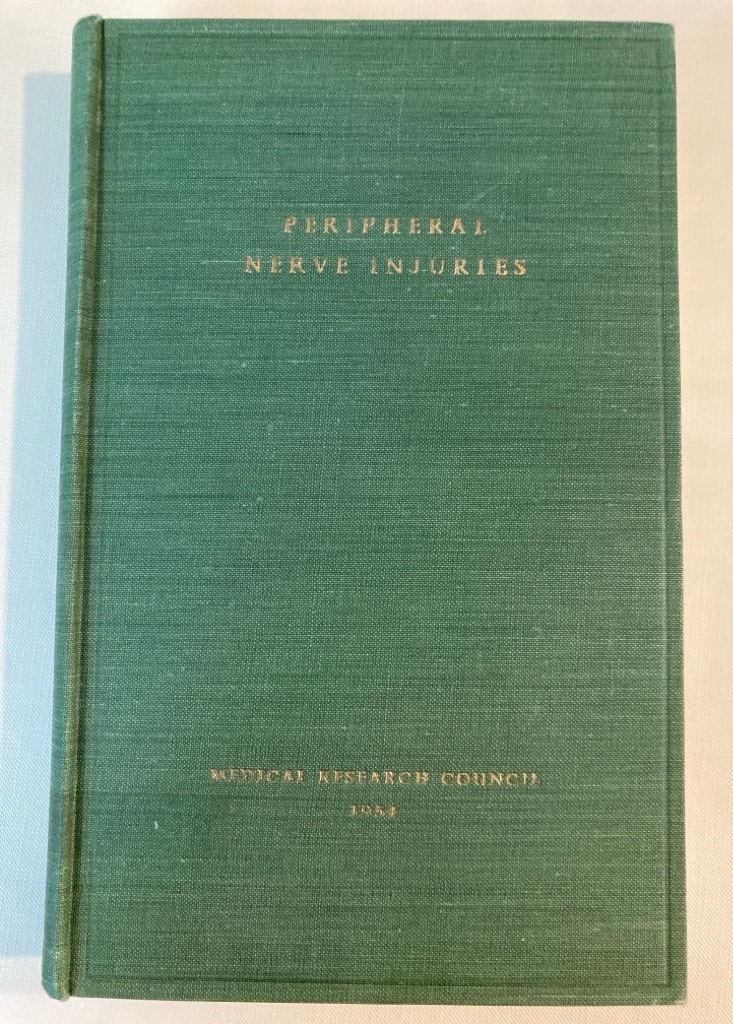 PERIPHERAL
NERVE INJURIES
MEDICAL RESEARCH COUNCIL
1954